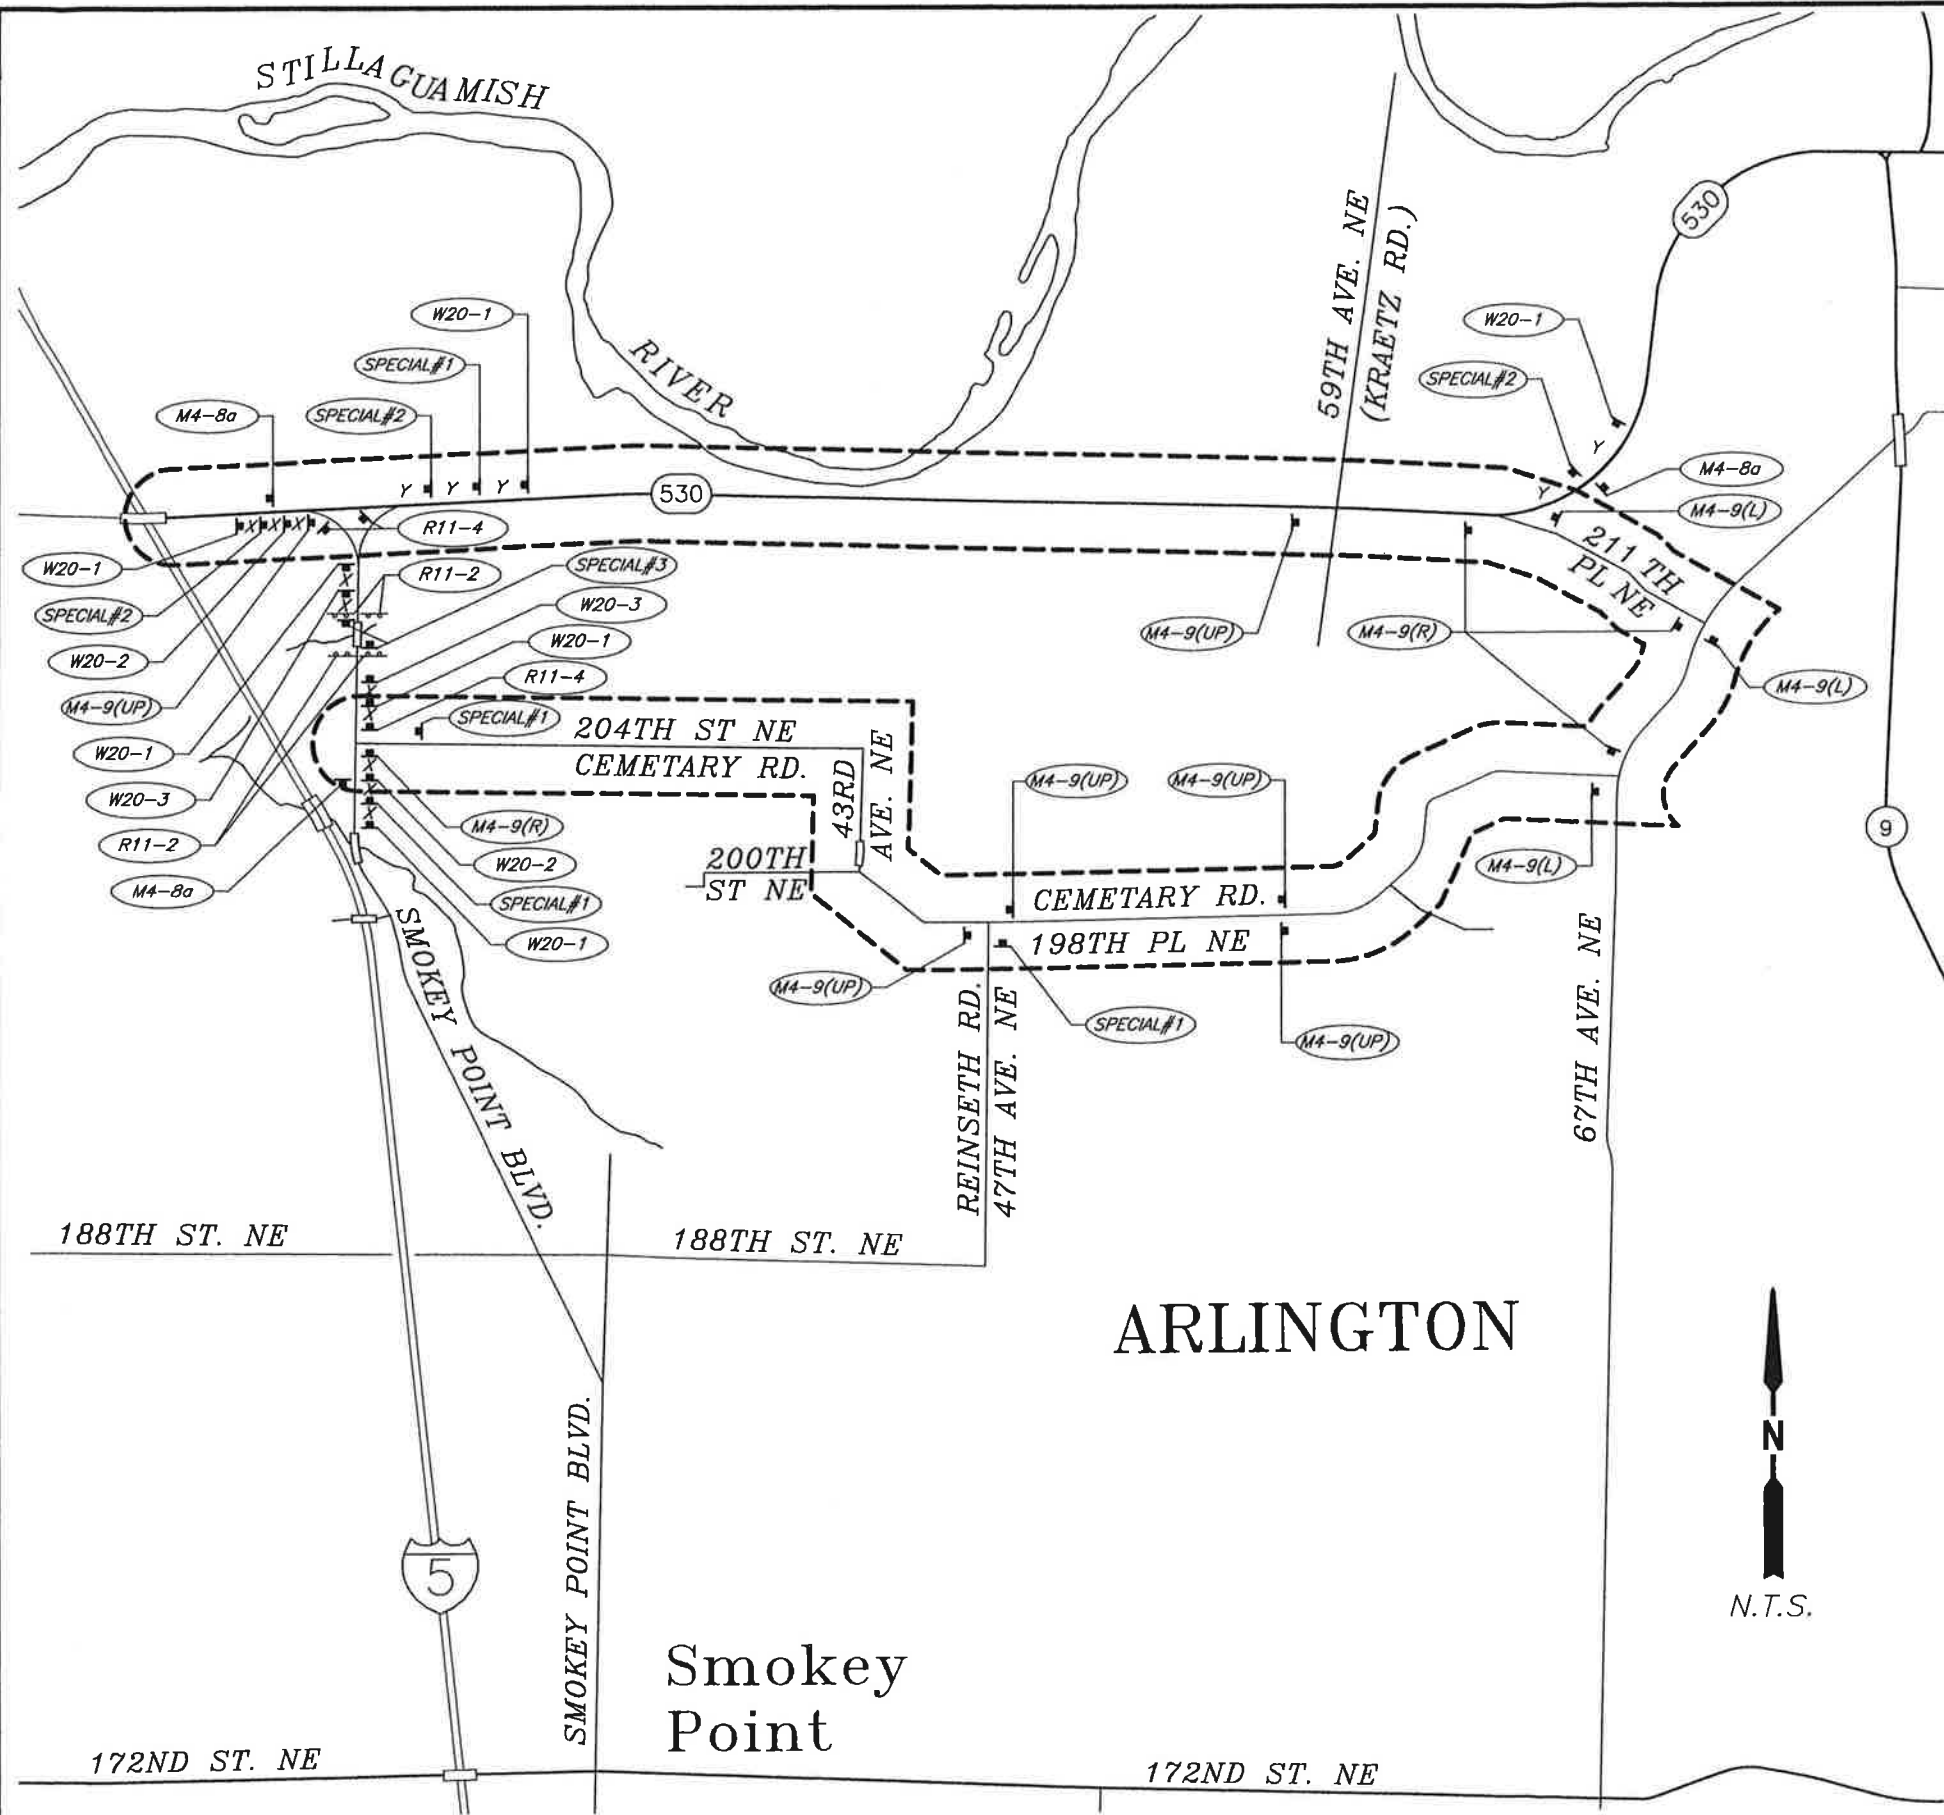 STILLAGUAMISH
RIVER
530
59TH AVE. NE
(KRAETZ RD.)
W20-1
SPECIAL#1
M4-8a
SPECIAL#2
Y
Y
Y
530
W20-1
SPECIAL#2
Y
Y
M4-8a
M4-9(L)
211 TH
PL NE
M4-9(UP)
M4-9(R)
M4-9(L)
X
X
X
R11-4
W20-1
SPECIAL#2
W20-2
M4-9(UP)
W20-1
W20-3
R11-2
M4-8a
X
X
R11-2
SPECIAL#3
W20-3
W20-1
R11-4
X
X
SPECIAL#1
204TH ST NE
CEMETARY RD.
43RD
AVE. NE
X
X
X
M4-9(R)
W20-2
SPECIAL#1
W20-1
200TH
ST NE
M4-9(UP)
M4-9(UP)
CEMETARY RD.
198TH PL NE
M4-9(L)
9
M4-9(UP)
SPECIAL#1
M4-9(UP)
REINSETH RD.
47TH AVE. NE
67TH AVE. NE
SMOKEY POINT BLVD.
188TH ST. NE
188TH ST. NE
ARLINGTON
N
N.T.S.
5
SMOKEY POINT BLVD.
Smokey
Point
172ND ST. NE
172ND ST. NE